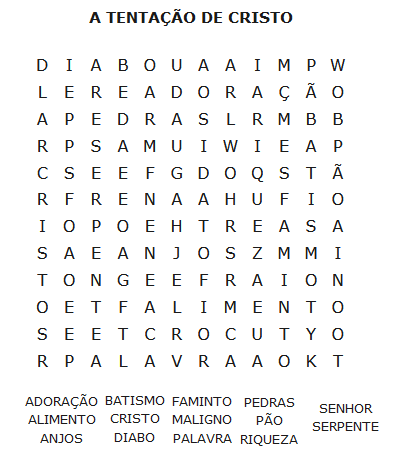 A TENTAÇÃO DE CRISTO
D I A B O U A A I M P W
L E R E A D O R A Ç Ã O
A P E D R A S L R M B B
R P S A M U I W I E A P
C S E E F G D O Q S T Ã
R F R E N A A H U F I O
I O P O E H T R E A S A
S A E A N J O S Z M M I
T O N G E E F R A I O N
O E T F A L I M E N T O
S E E T C R O C U T Y O
R P A L A V R A A O K T
ADORAÇÃO BATISMO FAMINTO PEDRAS SENHOR
ALIMENTO CRISTO MALIGNO PÃO SERPENTE
ANJOS DIABO PALAVRA RIQUEZA